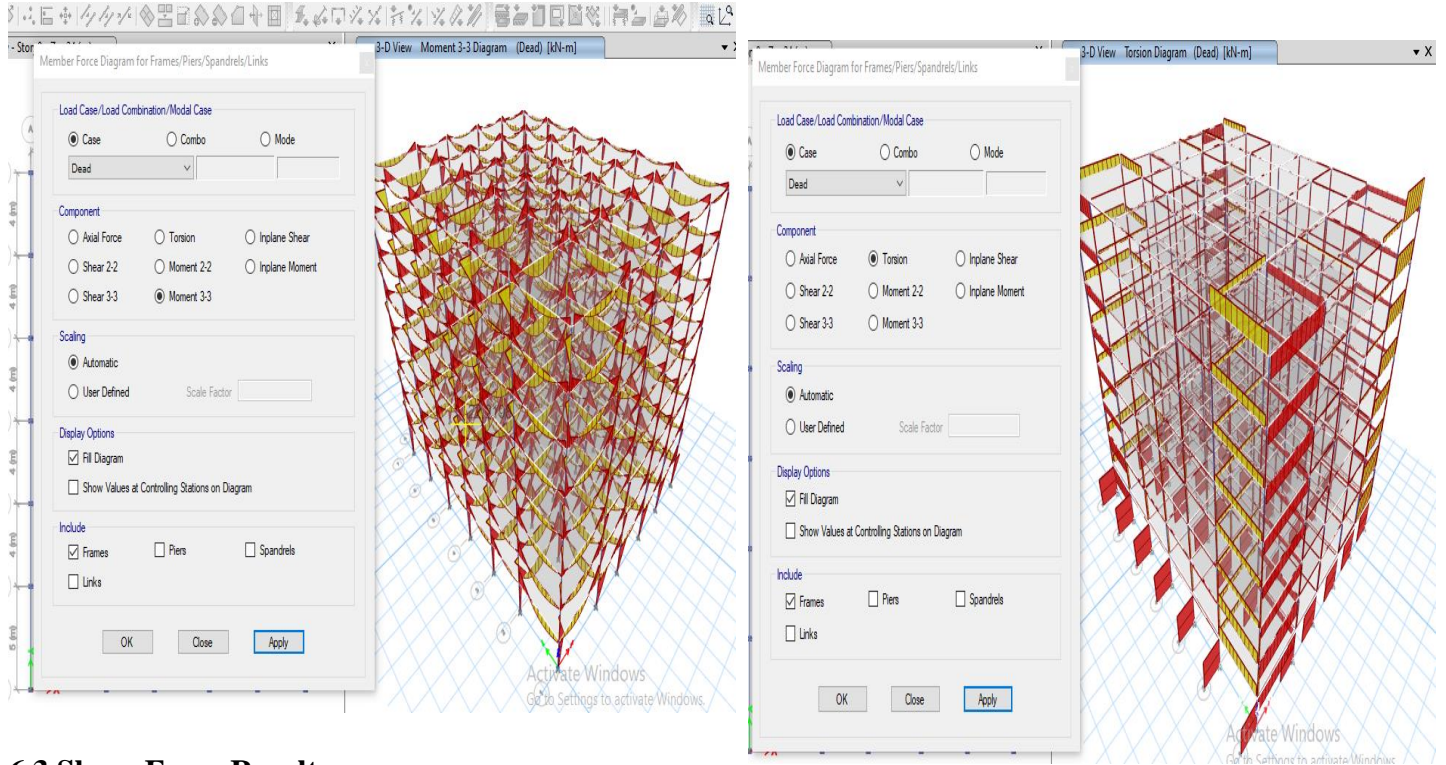 3-D View Moment 3-3 Diagram (Dead) [kN-m]
Member Force Diagram for Frames/Piers/Spandrels/Links
Load Case/Load Combination/Modal Case
Case Combo Mode
Dead
Component
Axial Force Torsion Inplane Shear
Shear 2-2 Moment 2-2 Inplane Moment
Shear 3-3 Moment 3-3
Scaling
Automatic
User Defined Scale Factor
Display Options
Fill Diagram
Show Values at Controlling Stations on Diagram
Include
Frames Piers Spandrels
Links
OK Close Apply
4 (m)
4 (m)
4 (m)
4 (m)
4 (m)
5 (m)
Activate Windows
Go to Settings to activate Windows.
3-D View Torsion Diagram (Dead) [kN-m]
Member Force Diagram for Frames/Piers/Spandrels/Links
Load Case/Load Combination/Modal Case
Case Combo Mode
Dead
Component
Axial Force Torsion Inplane Shear
Shear 2-2 Moment 2-2 Inplane Moment
Shear 3-3 Moment 3-3
Scaling
Automatic
User Defined Scale Factor
Display Options
Fill Diagram
Show Values at Controlling Stations on Diagram
Include
Frames Piers Spandrels
Links
OK Close Apply
Activate Windows
Go to Settings to activate Windows.